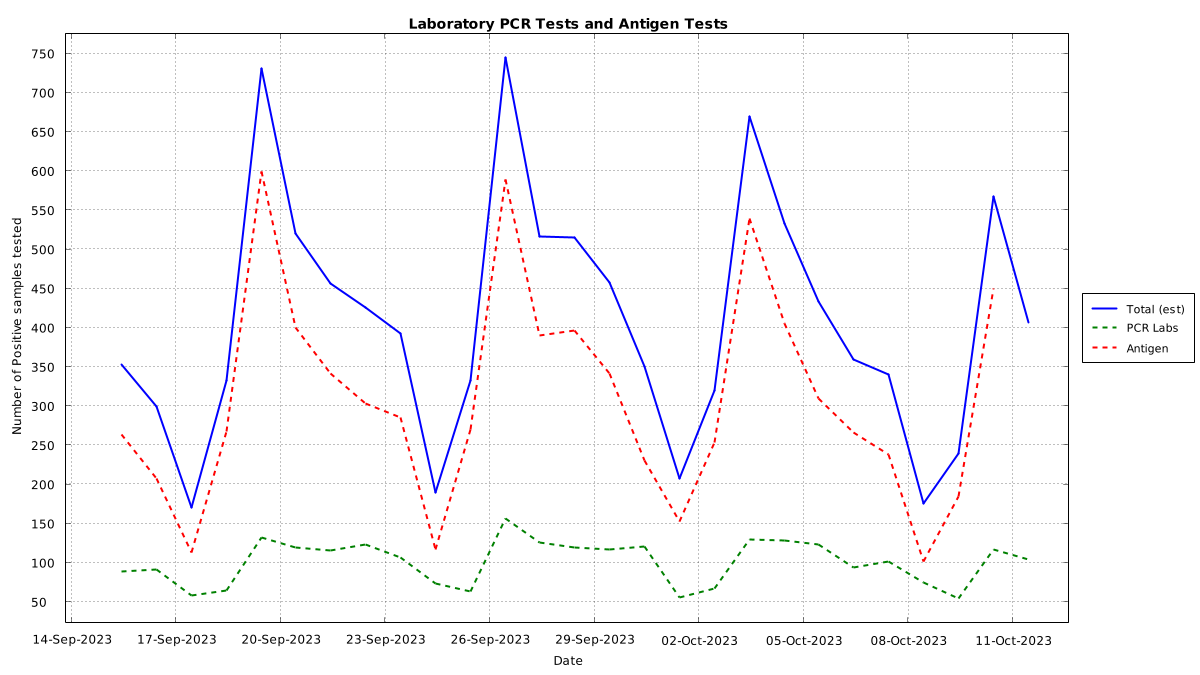 Laboratory PCR Tests and Antigen Tests
Number of Positive samples tested
750
700
650
600
550
500
450
400
350
300
250
200
150
100
50
14-Sep-2023 17-Sep-2023 20-Sep-2023 23-Sep-2023 26-Sep-2023 29-Sep-2023 02-Oct-2023 05-Oct-2023 08-Oct-2023 11-Oct-2023
Date
Total (est)
PCR Labs
Antigen